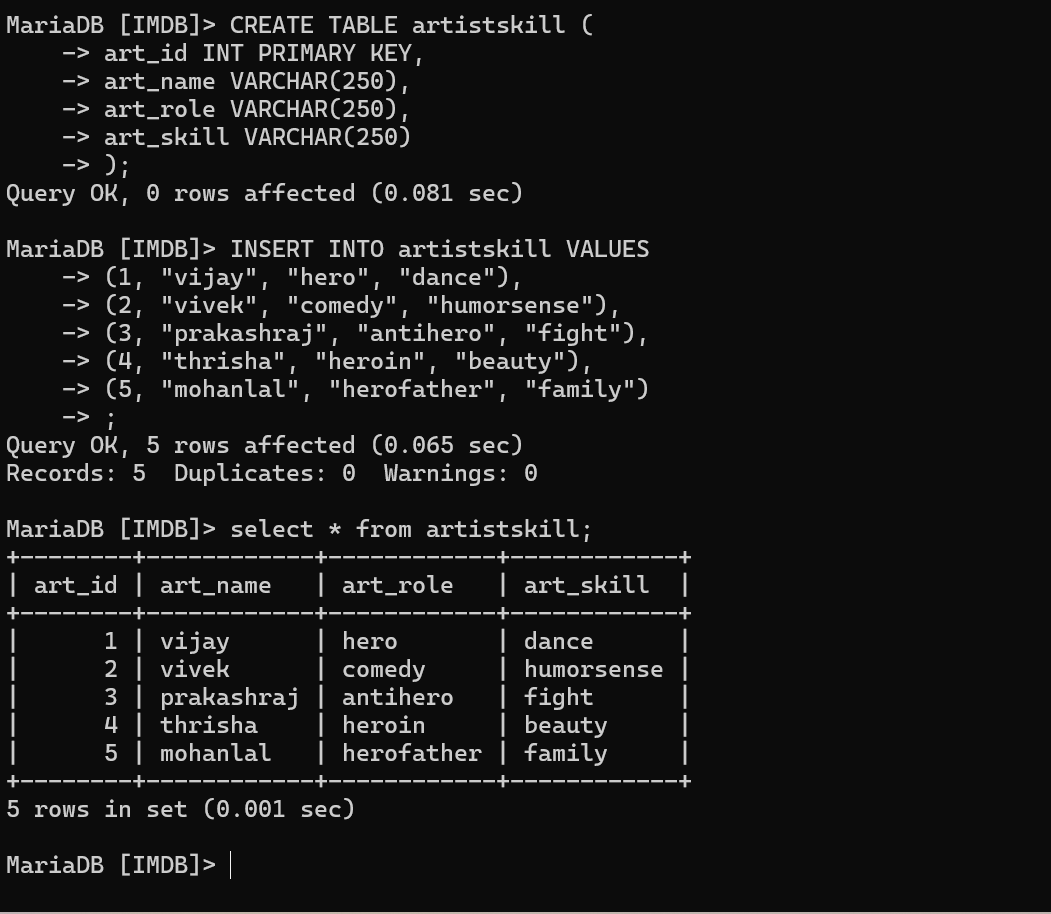 MariaDB [IMDB]> CREATE TABLE artistskill (
    -> art_id INT PRIMARY KEY,
    -> art_name VARCHAR(250),
    -> art_role VARCHAR(250),
    -> art_skill VARCHAR(250)
    -> );
Query OK, 0 rows affected (0.081 sec)

MariaDB [IMDB]> INSERT INTO artistskill VALUES
    -> (1, "vijay", "hero", "dance"),
    -> (2, "vivek", "comedy", "humorsense"),
    -> (3, "prakashraj", "antihero", "fight"),
    -> (4, "thrisha", "heroin", "beauty"),
    -> (5, "mohanlal", "herofather", "family")
    -> ;
Query OK, 5 rows affected (0.065 sec)
Records: 5  Duplicates: 0  Warnings: 0

MariaDB [IMDB]> select * from artistskill;
+--------+------------+------------+------------+
| art_id | art_name   | art_role   | art_skill  |
+--------+------------+------------+------------+
|      1 | vijay      | hero       | dance      |
|      2 | vivek      | comedy     | humorsense |
|      3 | prakashraj | antihero   | fight      |
|      4 | thrisha    | heroin     | beauty     |
|      5 | mohanlal   | herofather | family     |
+--------+------------+------------+------------+
5 rows in set (0.001 sec)

MariaDB [IMDB]>